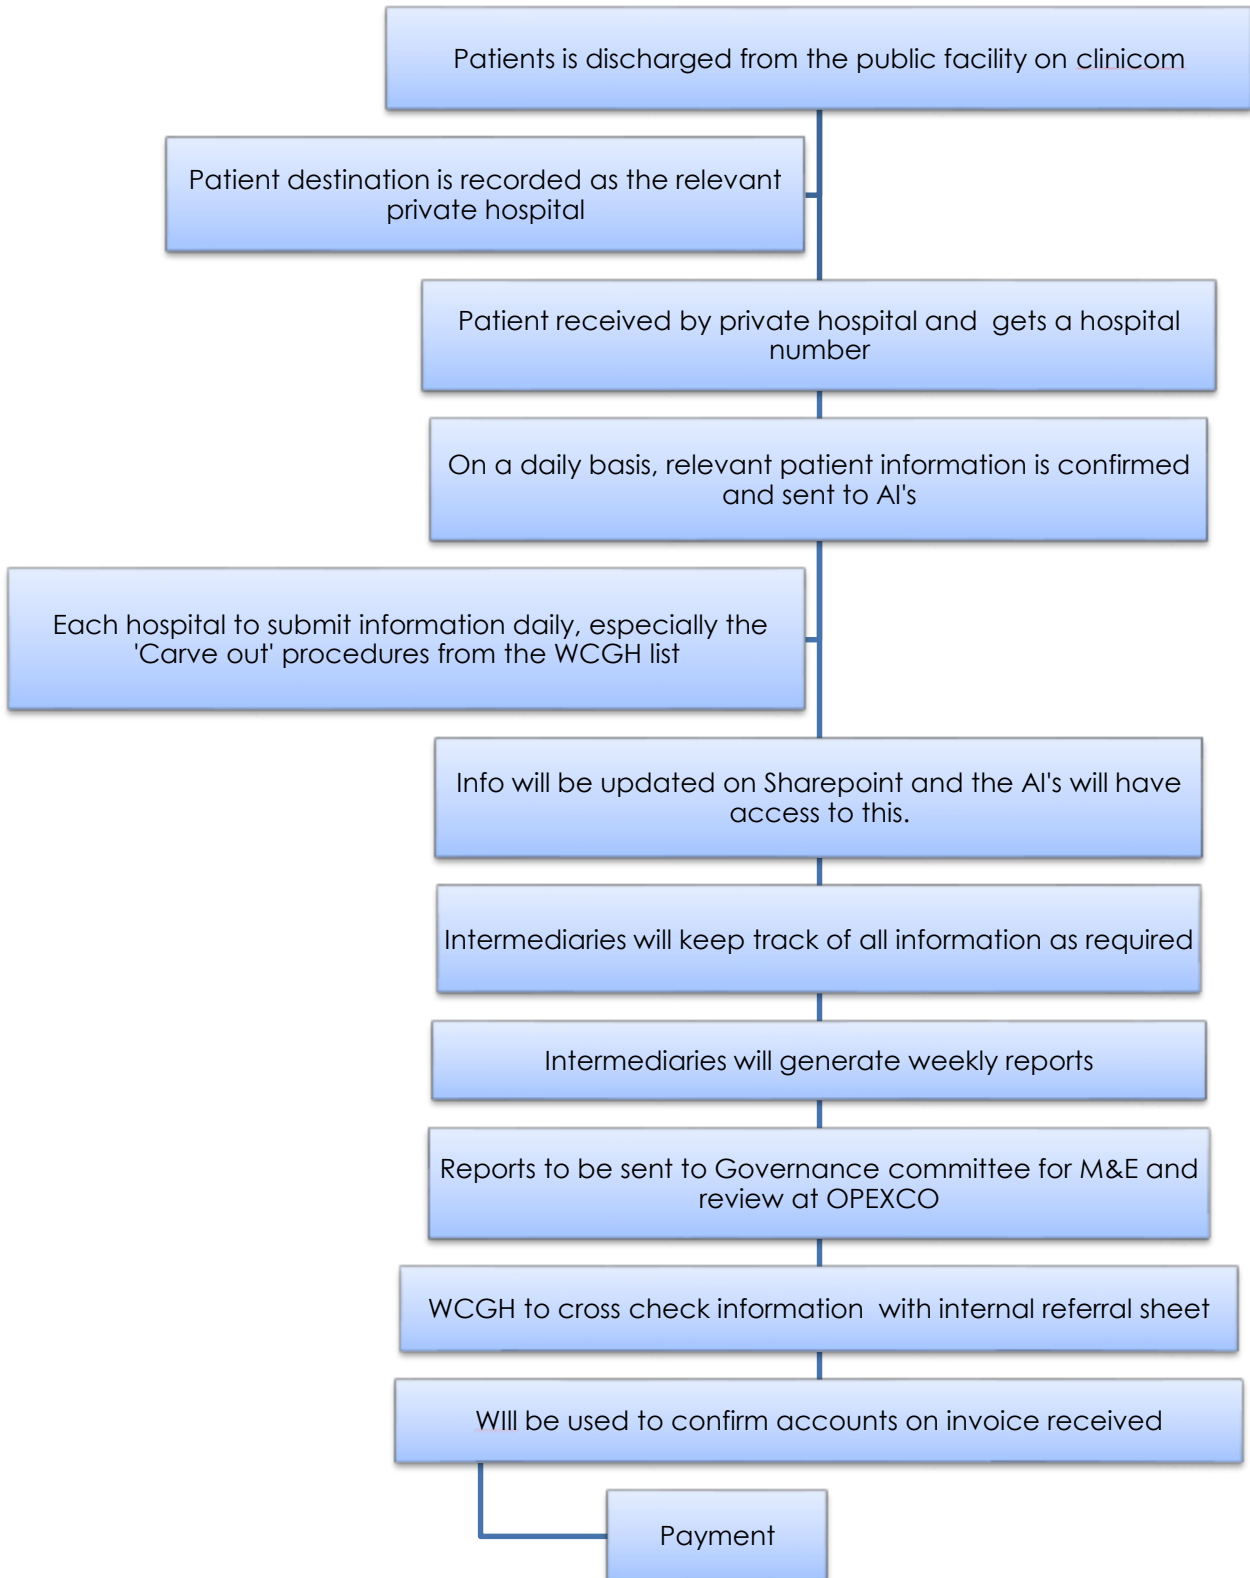 Patients is discharged from the public facility on clinicom
Patient destination is recorded as the relevant
private hospital
Patient received by private hospital and  gets a hospital
number
On a daily basis, relevant patient information is confirmed
and sent to AI's
Each hospital to submit information daily, especially the
'Carve out' procedures from the WCGH list
Info will be updated on Sharepoint and the AI's will have
access to this.
Intermediaries will keep track of all information as required
Intermediaries will generate weekly reports
Reports to be sent to Governance committee for M&E and
review at OPEXCO
WCGH to cross check information  with internal referral sheet
WIll be used to confirm accounts on invoice received
Payment